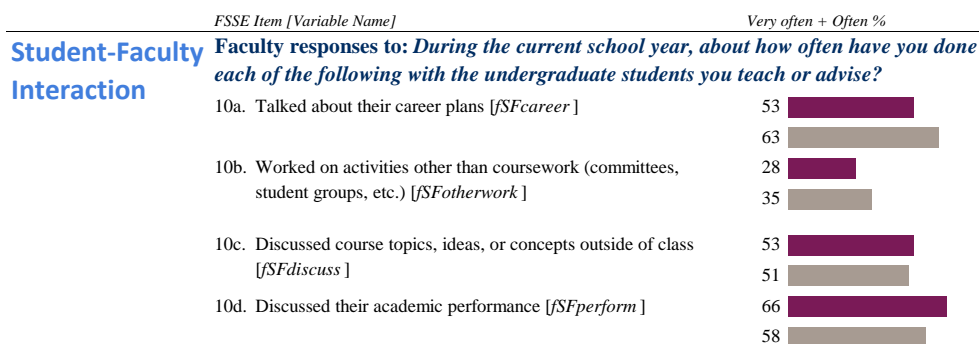 FSSE Item [Variable Name] Very often + Often %
Student-Faculty Interaction
Faculty responses to: During the current school year, about how often have you done
each of the following with the undergraduate students you teach or advise?
10a. Talked about their career plans [fSFcareer ] 53
63
10b. Worked on activities other than coursework (committees, 28
student groups, etc.) [fSFotherwork ] 35
10c. Discussed course topics, ideas, or concepts outside of class 53
[fSFdiscuss ] 51
10d. Discussed their academic performance [fSFperform ] 66
58